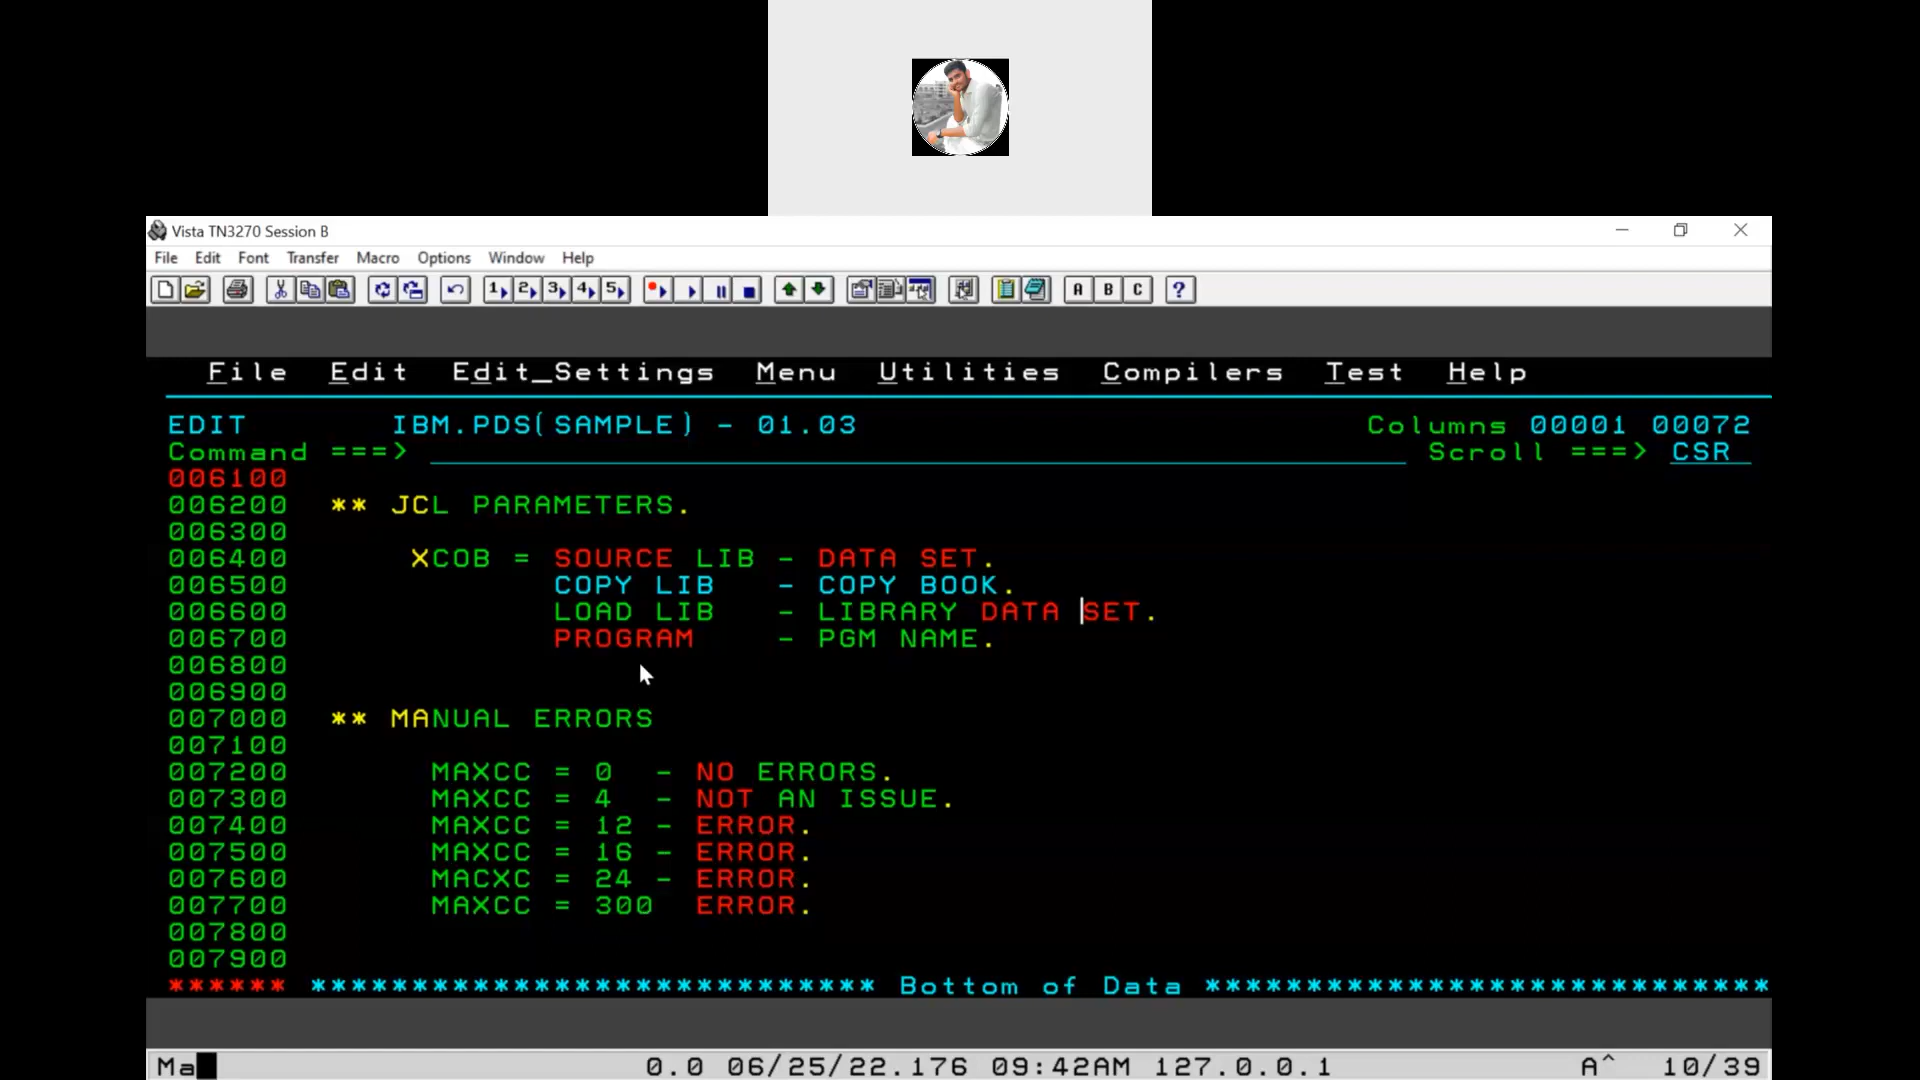 Vista TN3270 Session B
File Edit Font Transfer Macro Options Window Help
1 2 3 4 5 A B C ?
File Edit Edit_Settings Menu Utilities Compilers Test Help
EDIT IBM.PDS(SAMPLE) - 01.03 Columns 00001 00072
Command ===> Scroll ===> CSR
006100
006200 ** JCL PARAMETERS.
006300
006400 XCOB = SOURCE LIB - DATA SET.
006500 COPY LIB - COPY BOOK.
006600 LOAD LIB - LIBRARY DATA SET.
006700 PROGRAM - PGM NAME.
006800
006900
007000 ** MANUAL ERRORS
007100
007200 MAXCC = 0 - NO ERRORS.
007300 MAXCC = 4 - NOT AN ISSUE.
007400 MAXCC = 12 - ERROR.
007500 MAXCC = 16 - ERROR.
007600 MACXC = 24 - ERROR.
007700 MAXCC = 300 ERROR.
007800
007900
****** **************************** Bottom of Data ****************************
Ma 0.0 06/25/22.176 09:42AM 127.0.0.1 A^ 10/39